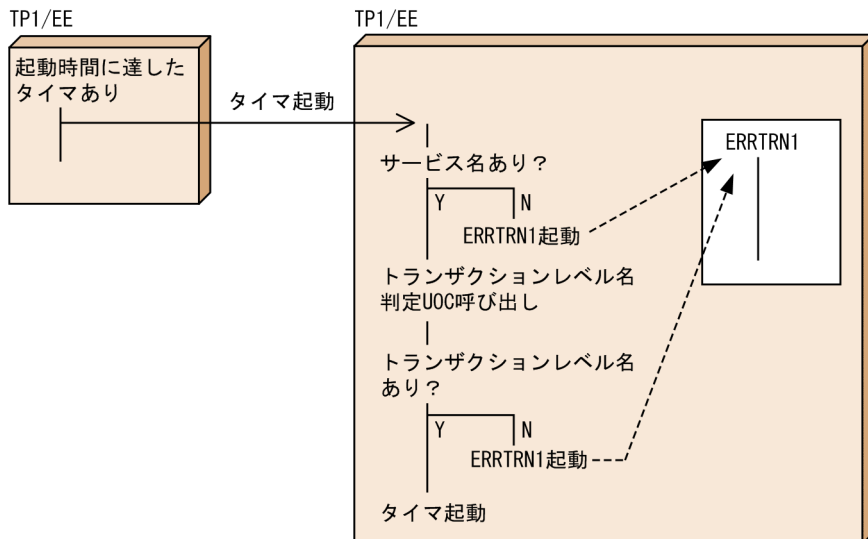 TP1/EE
起動時間に達した
タイマあり
タイマ起動
TP1/EE
サービス名あり？
Y
N
ERRTRN1起動
トランザクションレベル名
判定UOC呼び出し
トランザクションレベル名
あり？
Y
N
ERRTRN1起動
タイマ起動
ERRTRN1